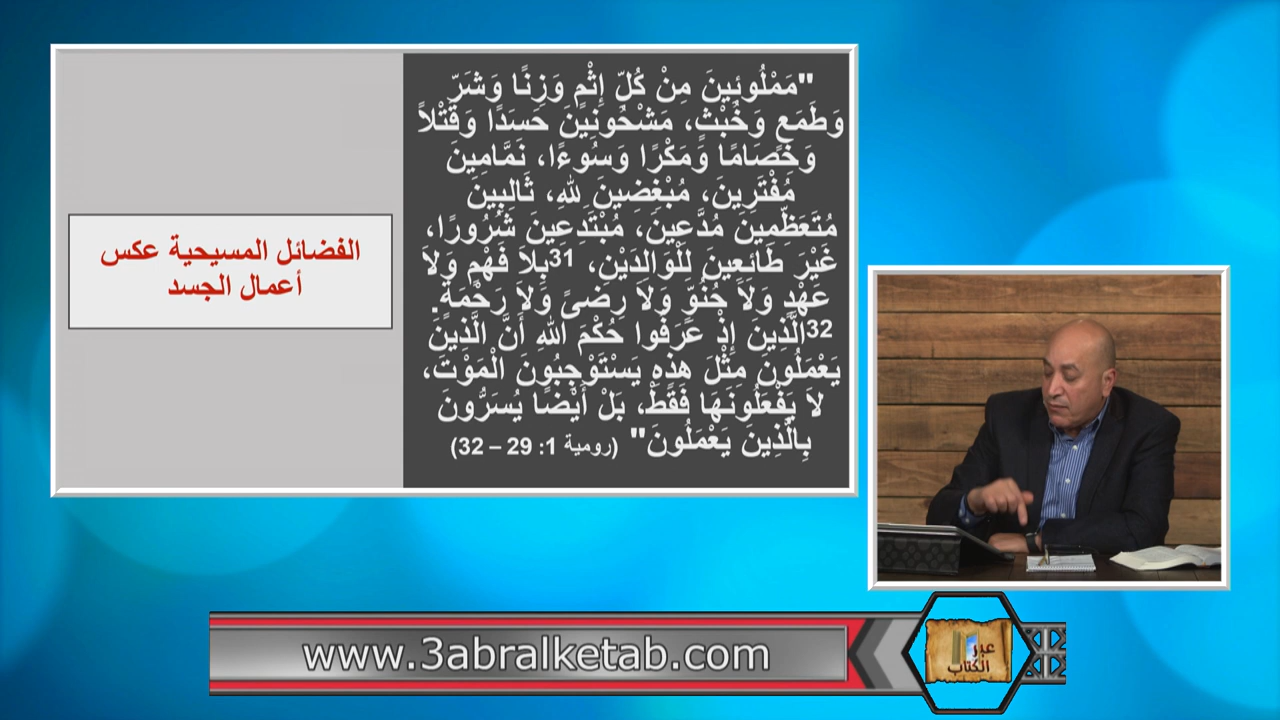 "مَمْلُوئِينَ مِنْ كُلِّ إِثْمٍ وَزِنًا وَشَرّ
وَطَمَعٍ وَخُبْثٍ، مَشْحُونِينَ حَسَدًا وَقَتْلاً
وَخِصَامًا وَمَكْرًا وَسُوءًا، نَمَّامِينَ
مُفْتَرِينَ، مُبْغِضِينَ للهِ، ثَالِبِينَ
مُتَعَظِّمِينَ مُدَّعِينَ، مُبْتَدِعِينَ شُرُورًا،
غَيْرَ طَائِعِينَ لَلْوَالِدَيْنِ، 31بِلاَ فَهْمٍ وَلاَ
عَهْدٍ وَلاَ حُنُوٍّ وَلاَ رِضىً وَلاَ رَحْمَةٍ.
32الَّذِينَ إِذْ عَرَفُوا حُكْمَ اللهِ أَنَّ الَّذِينَ
يَعْمَلُونَ مِثْلَ هذِهِ يَسْتَوْجِبُونَ الْمَوْتَ،
لاَ يَفْعَلُونَهَا فَقَطْ، بَلْ أَيْضًا يُسَرُّونَ
بِالَّذِينَ يَعْمَلُونَ" (رومية 1: 29 – 32)
الفضائل المسيحية عكس
أعمال الجسد
www.3abralketab.com
عبر
الكتاب